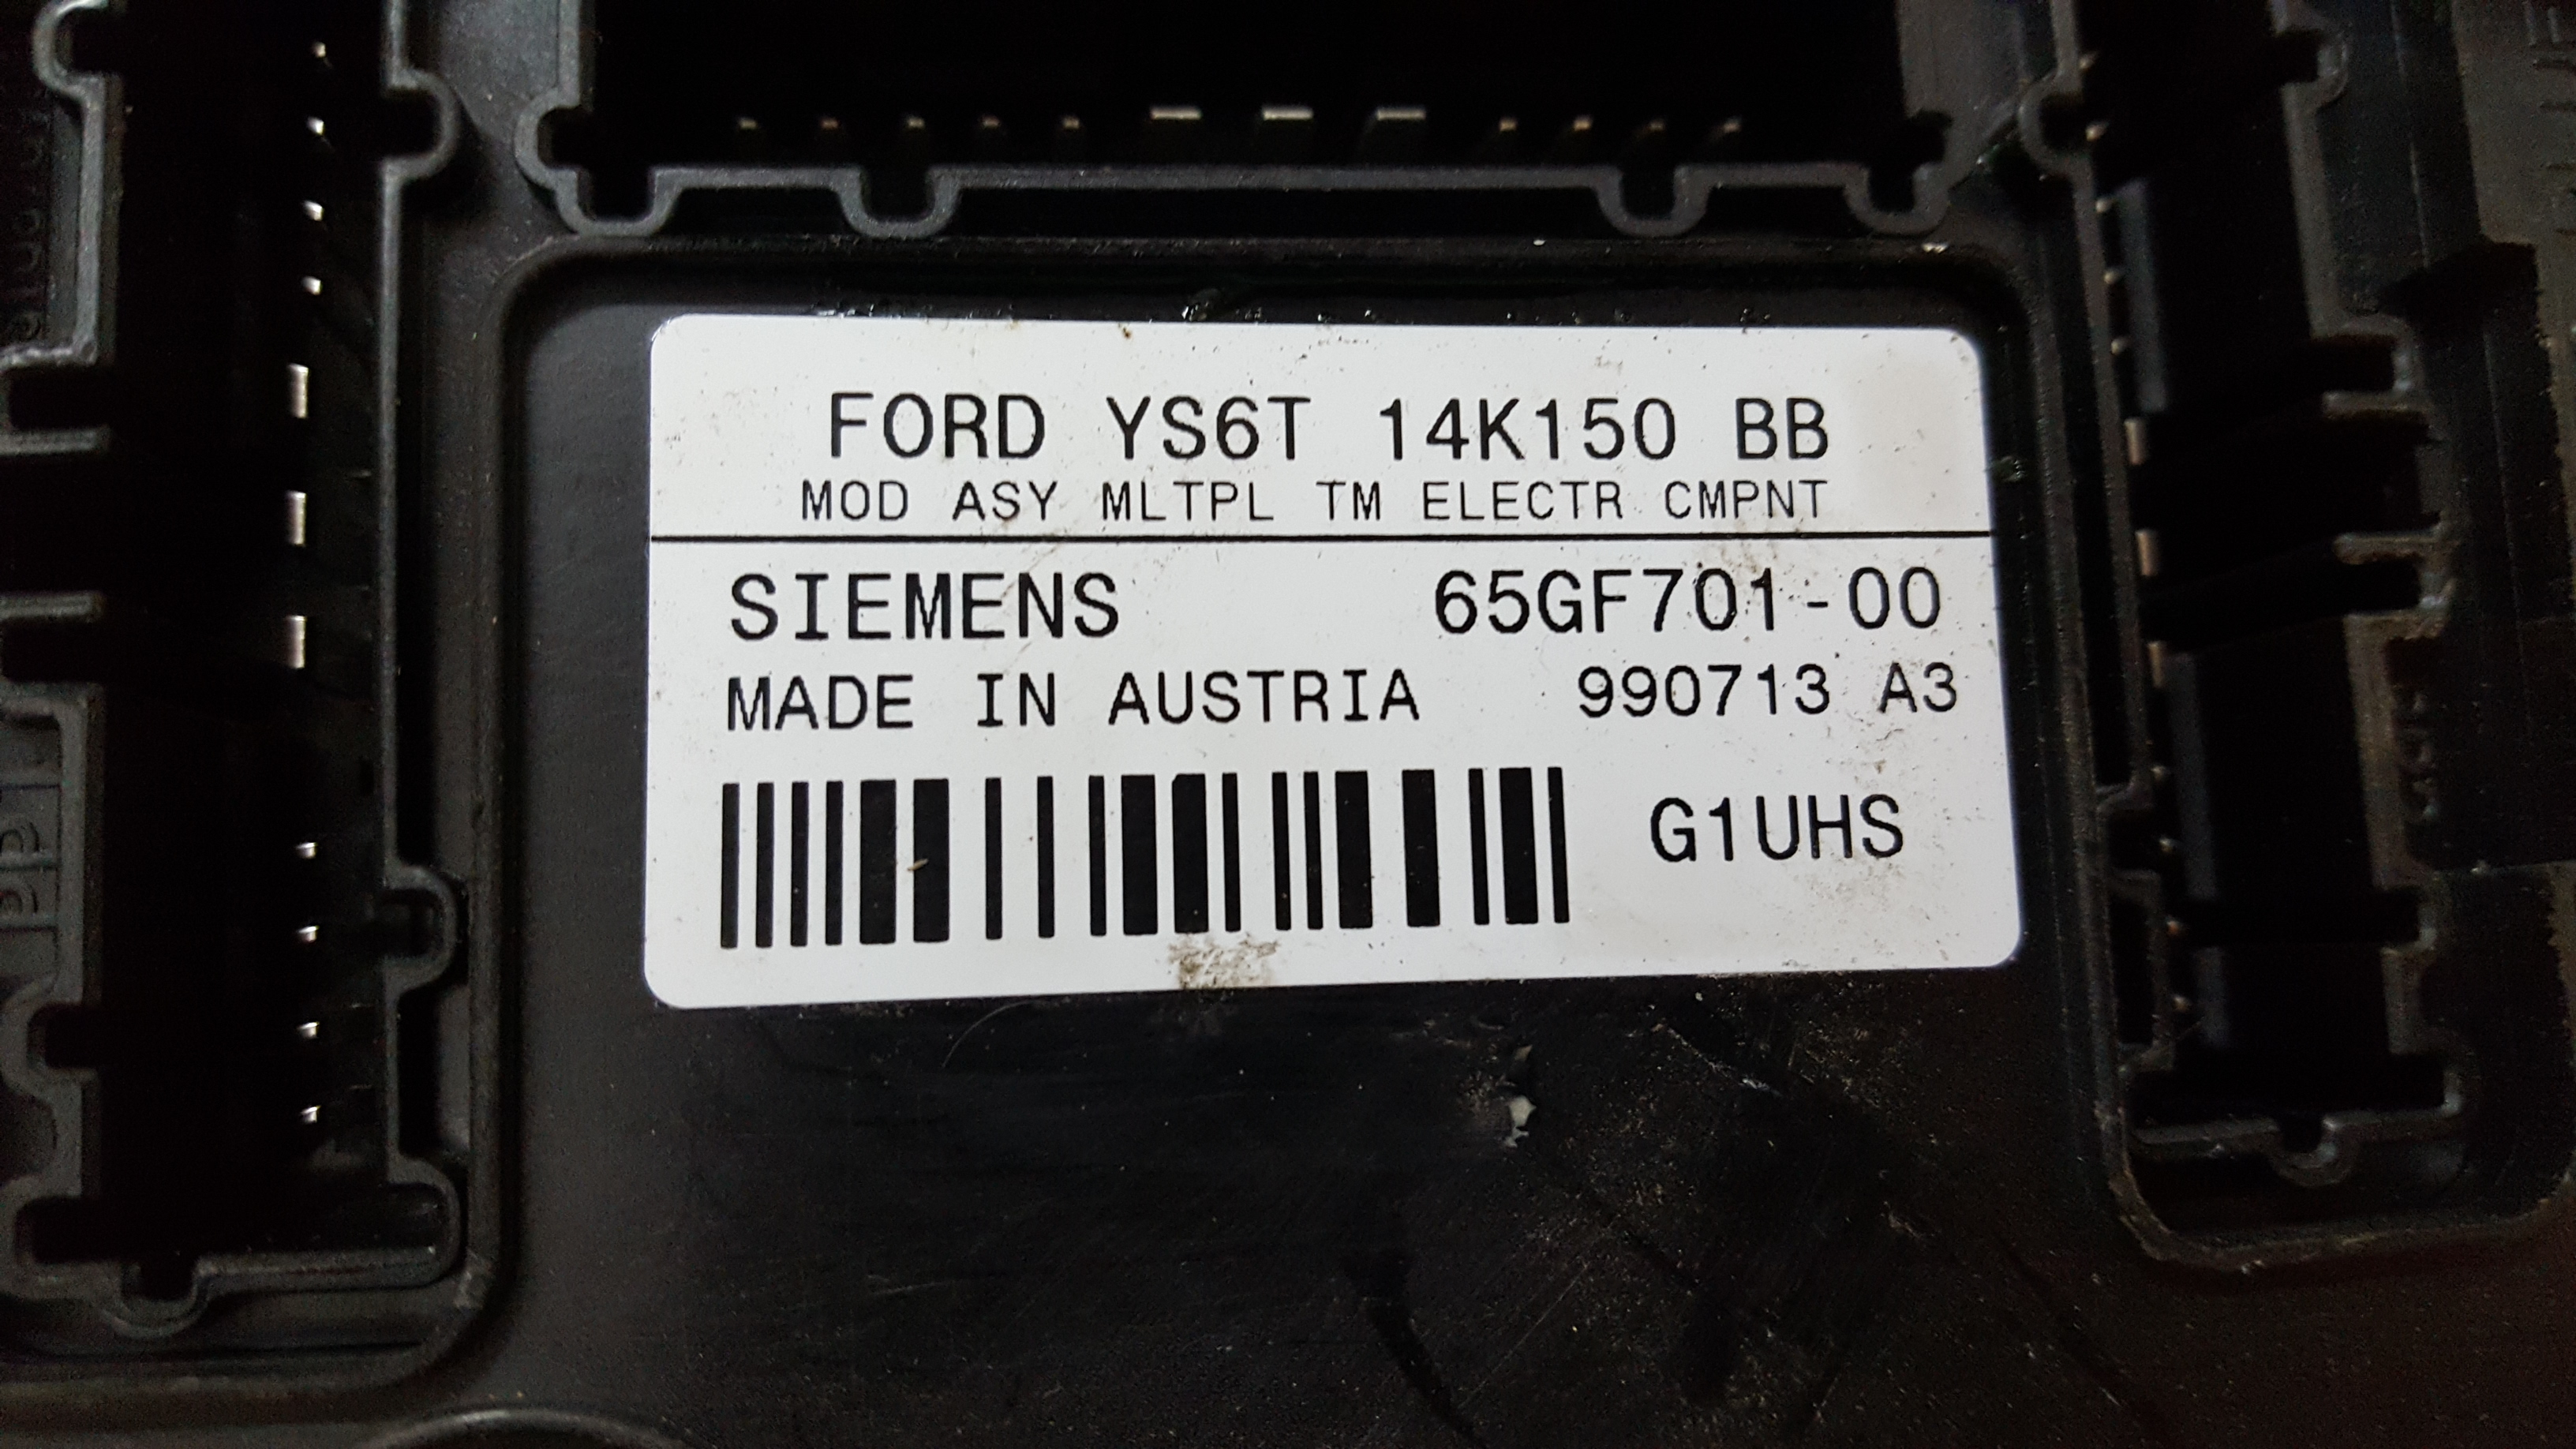 FORD YS6T 14K150 BB
MOD ASY MLTPL TM ELECTR CMPNT
SIEMENS 65GF701-00
MADE IN AUSTRIA 990713 A3
G1UHS